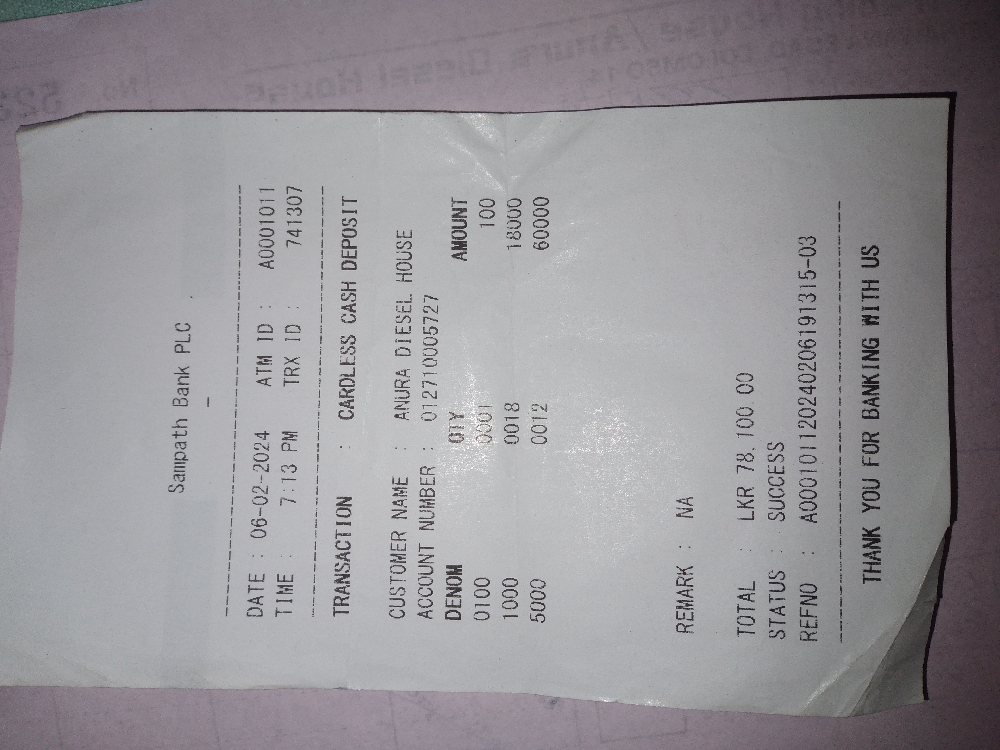 Sampath Bank PLC
DATE : 06-02-2024 ATM ID : A0001011
TIME : 7:13 PM TRX ID : 741307
TRANSACTION : CARDLESS CASH DEPOSIT
CUSTOMER NAME : ANURA DIESEL HOUSE
ACCOUNT NUMBER : 012710005727
DENOM QTY AMOUNT
0100 0001 100
1000 0018 18000
5000 0012 60000
REMARK : NA
TOTAL : LKR 78,100.00
STATUS : SUCCESS
REFNO : A000101120240206191315-03
THANK YOU FOR BANKING WITH US